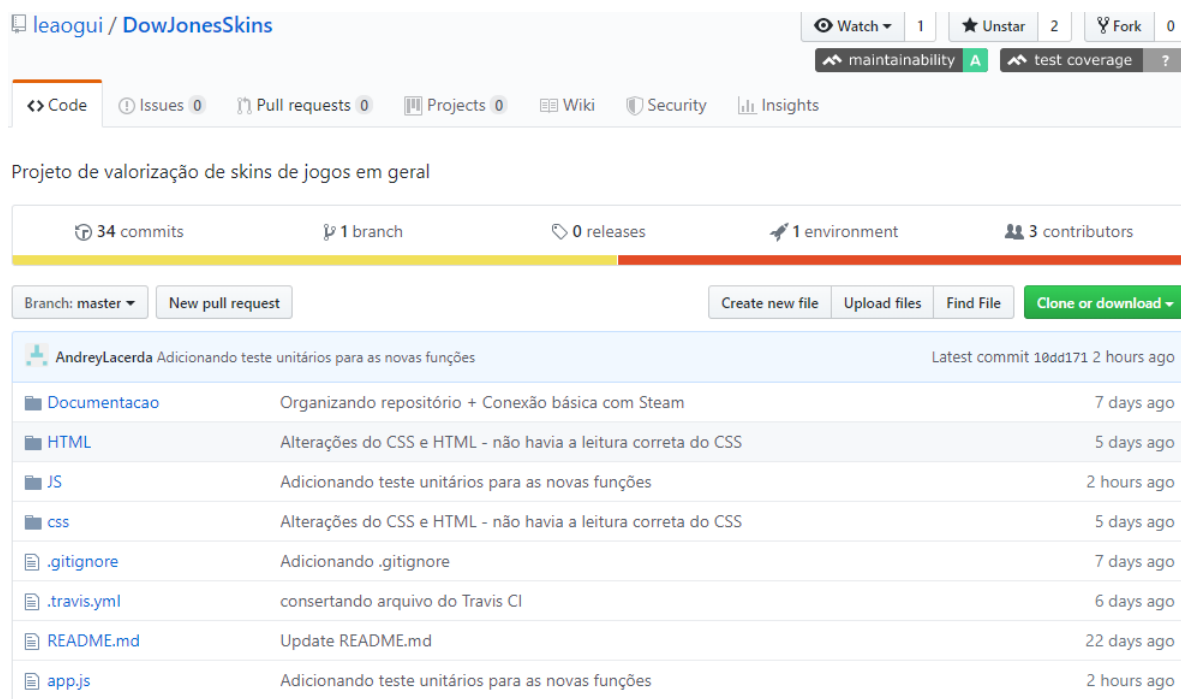 leaogui / DowJonesSkins Watch 1 Unstar 2 Fork 0
maintainability A test coverage ?
Code Issues 0 Pull requests 0 Projects 0 Wiki Security Insights
Projeto de valorização de skins de jogos em geral
34 commits 1 branch 0 releases 1 environment 3 contributors
Branch: master New pull request Create new file Upload files Find File Clone or download
AndreyLacerda Adicionando teste unitários para as novas funções Latest commit 10dd171 2 hours ago
Documentacao Organizando repositório + Conexão básica com Steam 7 days ago
HTML Alterações do CSS e HTML - não havia a leitura correta do CSS 5 days ago
JS Adicionando teste unitários para as novas funções 2 hours ago
css Alterações do CSS e HTML - não havia a leitura correta do CSS 5 days ago
.gitignore Adicionando .gitignore 7 days ago
.travis.yml consertando arquivo do Travis CI 6 days ago
README.md Update README.md 22 days ago
app.js Adicionando teste unitários para as novas funções 2 hours ago